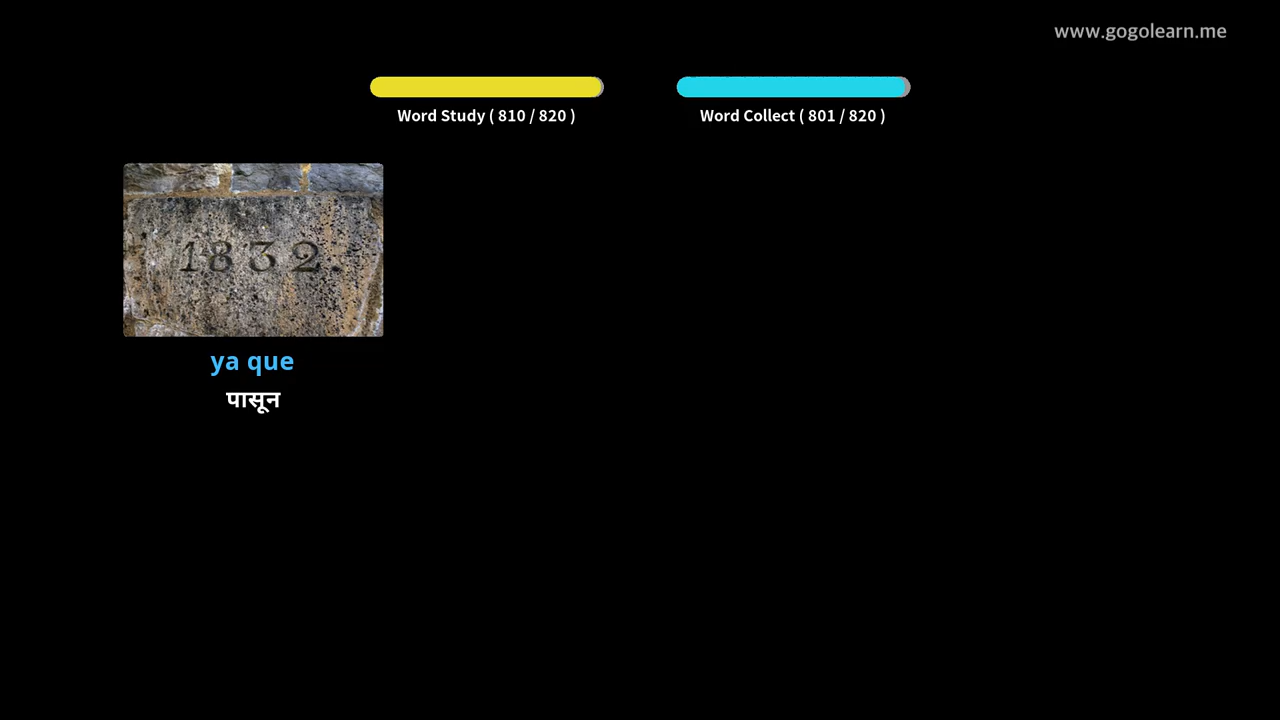 www.gogolearn.me
Word Study ( 810 / 820 )
Word Collect ( 801 / 820 )
1832.
ya que
पासून